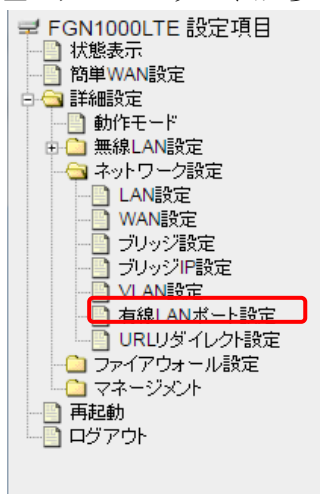 FGN1000LTE 設定項目
状態表示
簡単WAN設定
詳細設定
動作モード
無線LAN設定
ネットワーク設定
LAN設定
WAN設定
ブリッジ設定
ブリッジIP設定
VLAN設定
有線LANポート設定
URLリダイレクト設定
ファイアウォール設定
マネージメント
再起動
ログアウト